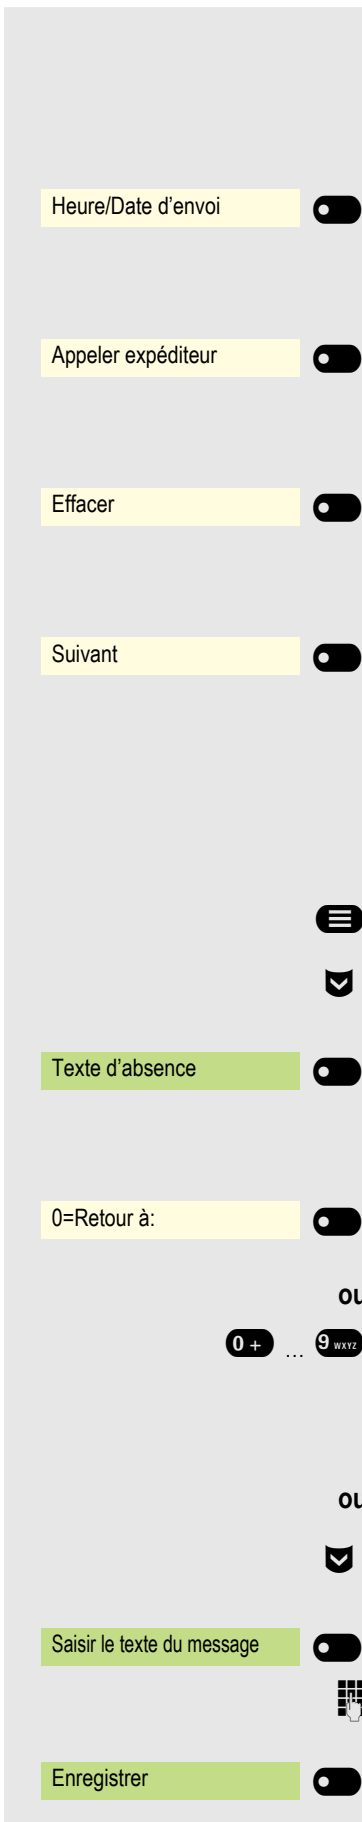 Heure/Date d’envoi
Appeler expéditeur
Effacer
Suivant
Texte d’absence
0=Retour à:
ou
0 + ... 9 WXYZ
ou
Saisir le texte du message
Enregistrer